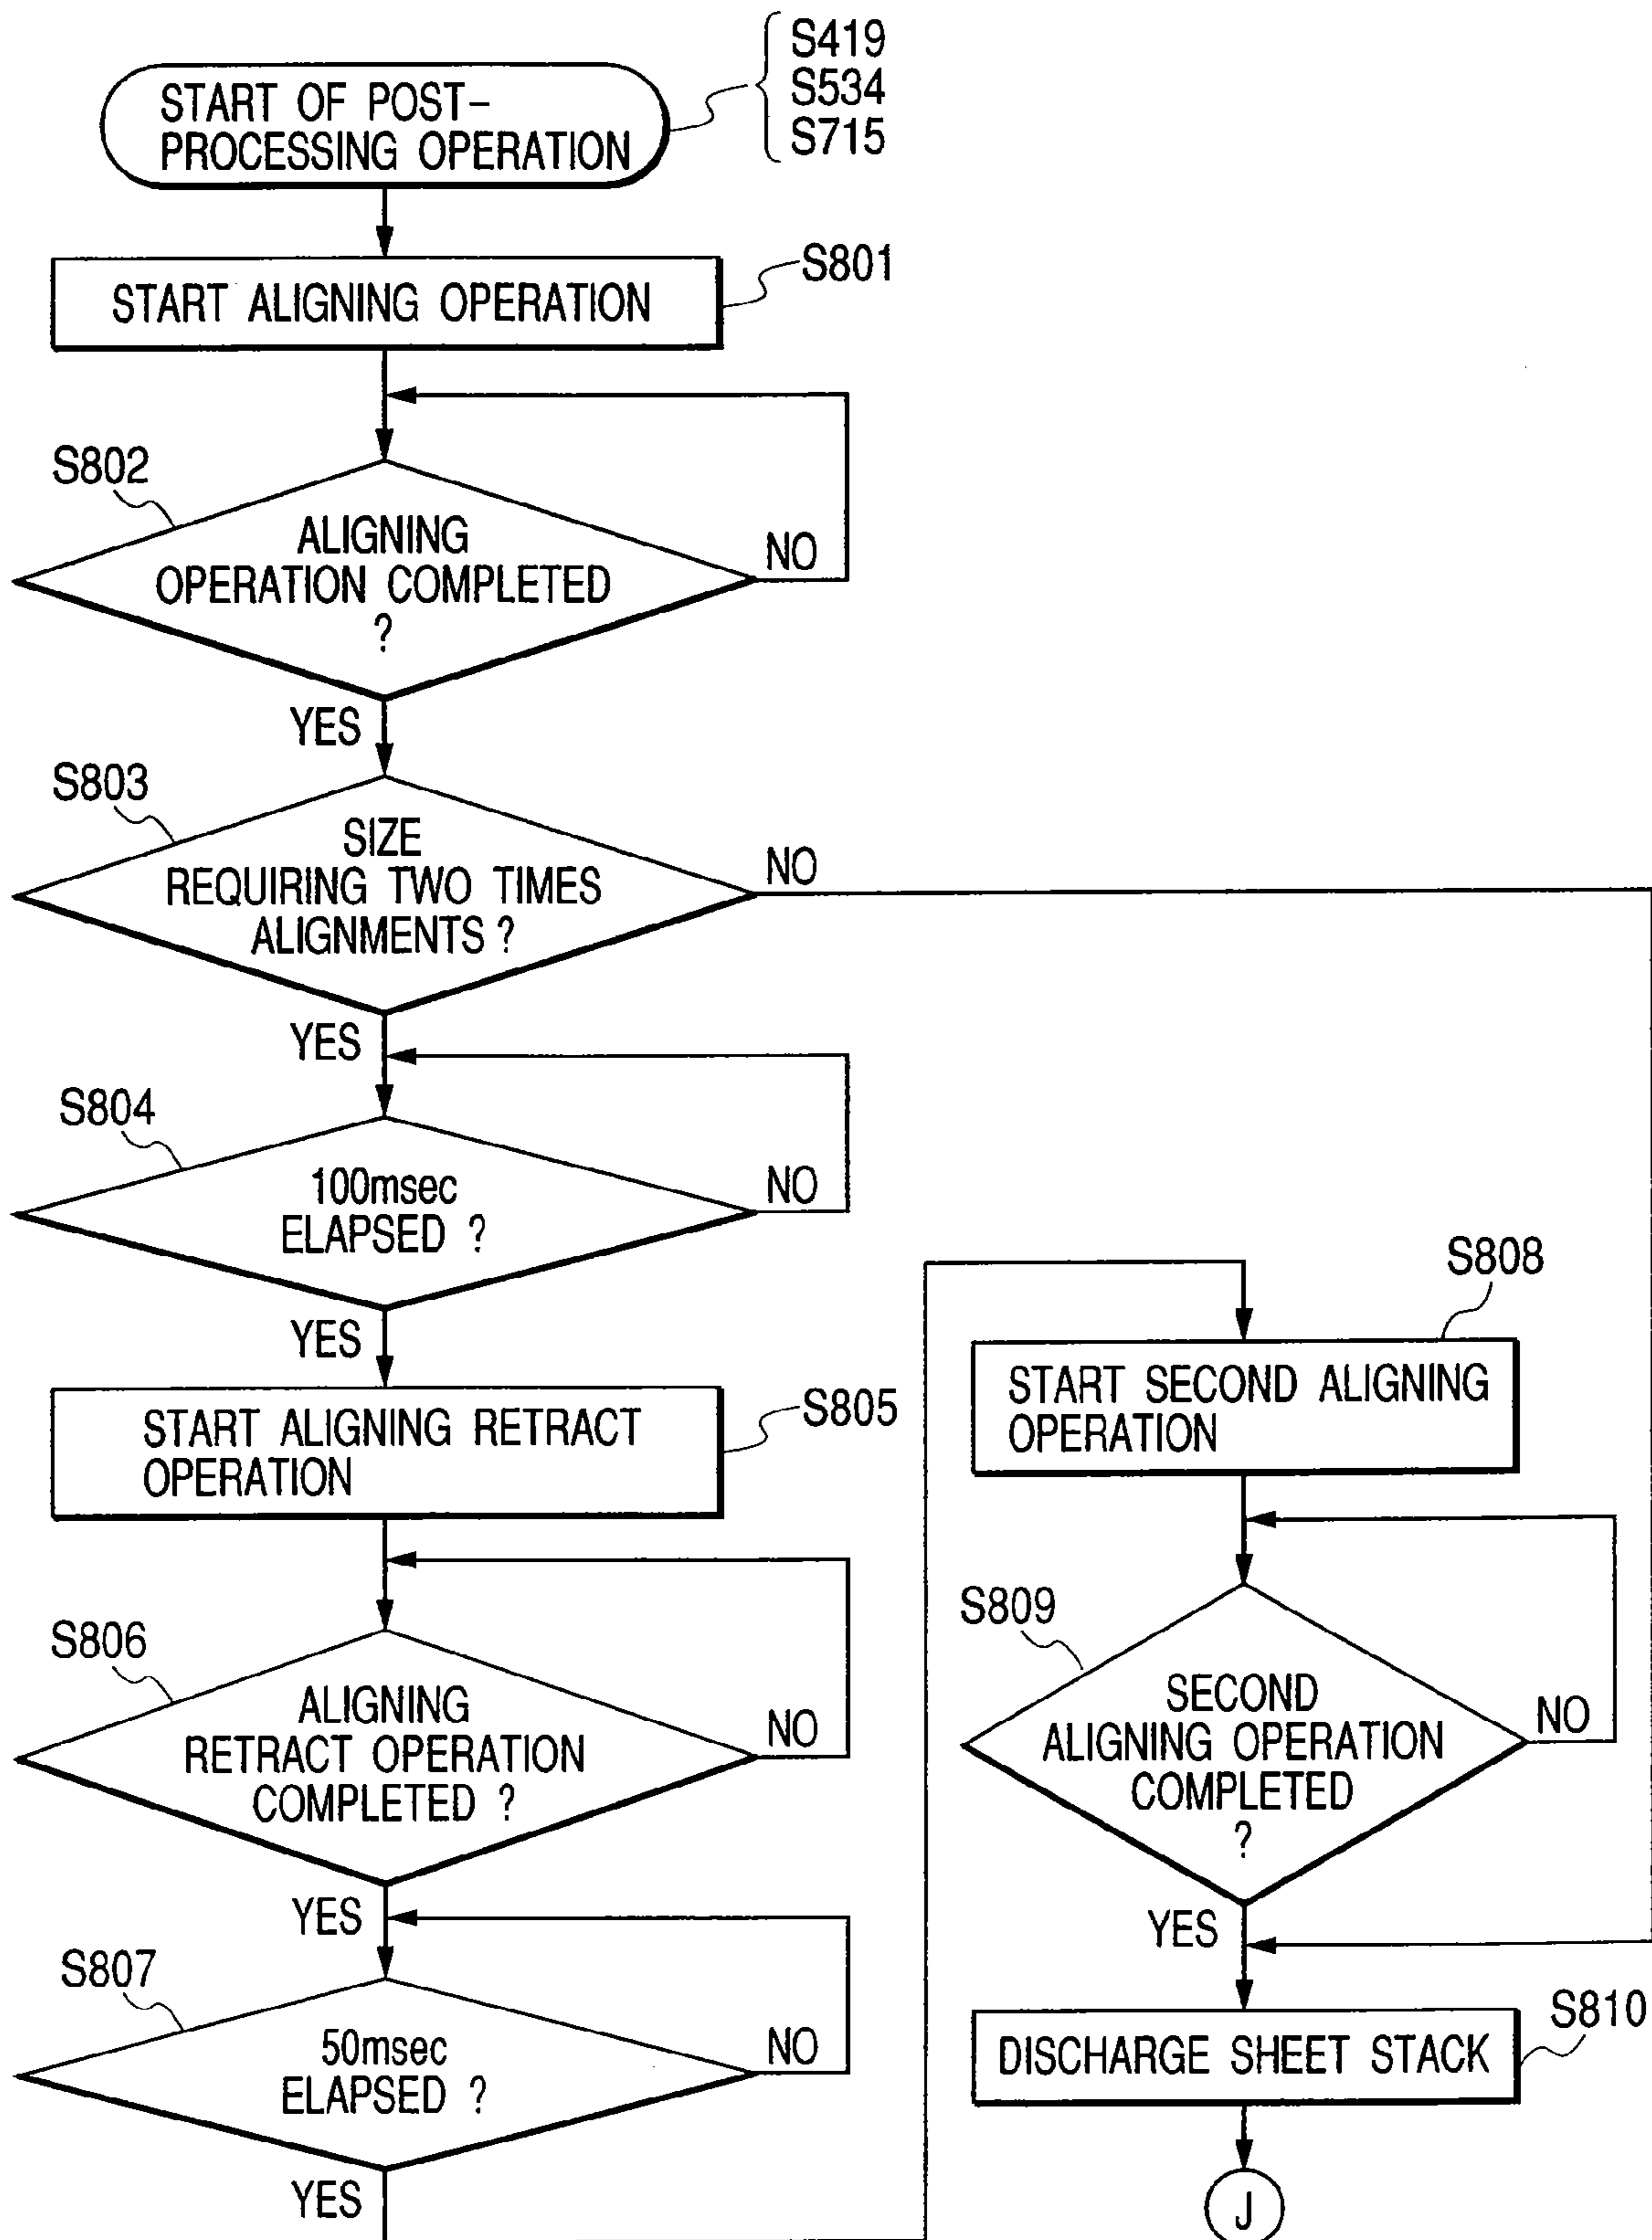 START OF POST-
PROCESSING OPERATION
S419
S534
S715
START ALIGNING OPERATION
S801
S802
ALIGNING
OPERATION COMPLETED
?
NO
YES
S803
SIZE
REQUIRING TWO TIMES
ALIGNMENTS ?
NO
YES
S804
100msec
ELAPSED ?
NO
YES
START ALIGNING RETRACT
OPERATION
S805
S806
ALIGNING
RETRACT OPERATION
COMPLETED ?
NO
YES
S807
50msec
ELAPSED ?
NO
YES
S808
START SECOND ALIGNING
OPERATION
S809
SECOND
ALIGNING OPERATION
COMPLETED
?
NO
YES
DISCHARGE SHEET STACK
S810
J